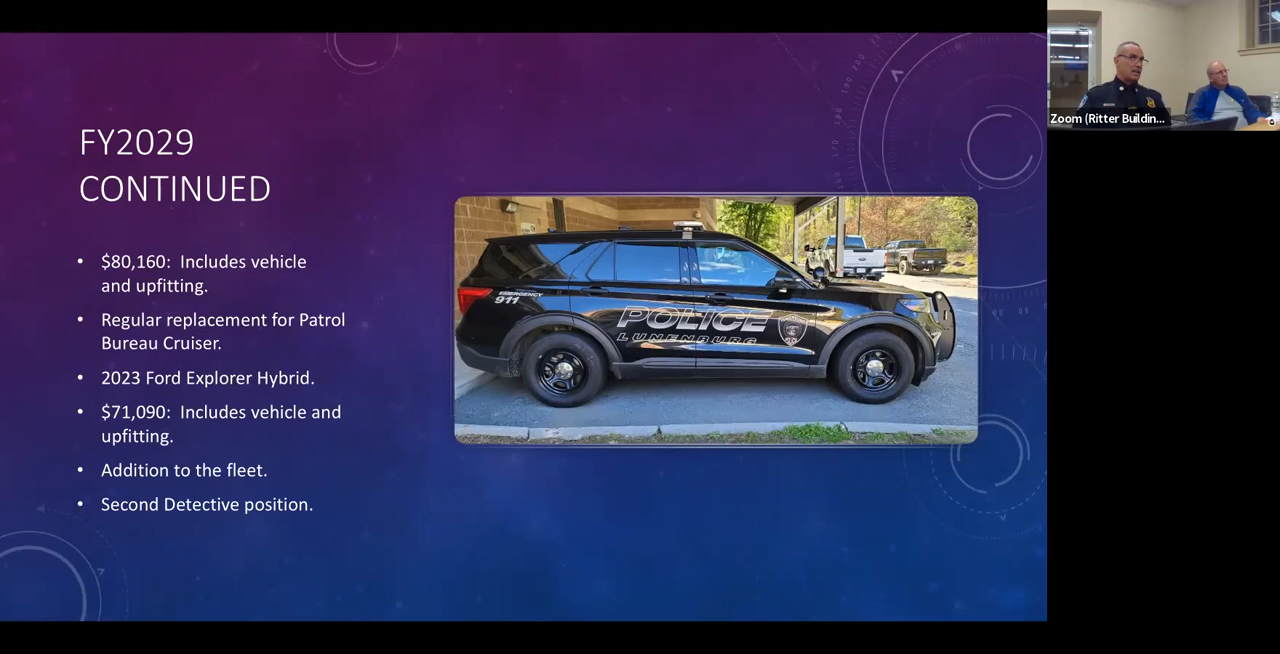 FY2029
CONTINUED
• $80,160: Includes vehicle
and upfitting.
• Regular replacement for Patrol
Bureau Cruiser.
• 2023 Ford Explorer Hybrid.
• $71,090: Includes vehicle and
upfitting.
• Addition to the fleet.
• Second Detective position.
EMERGENCY
911
POLICE
LUNENBURG
Zoom (Ritter Buildin...